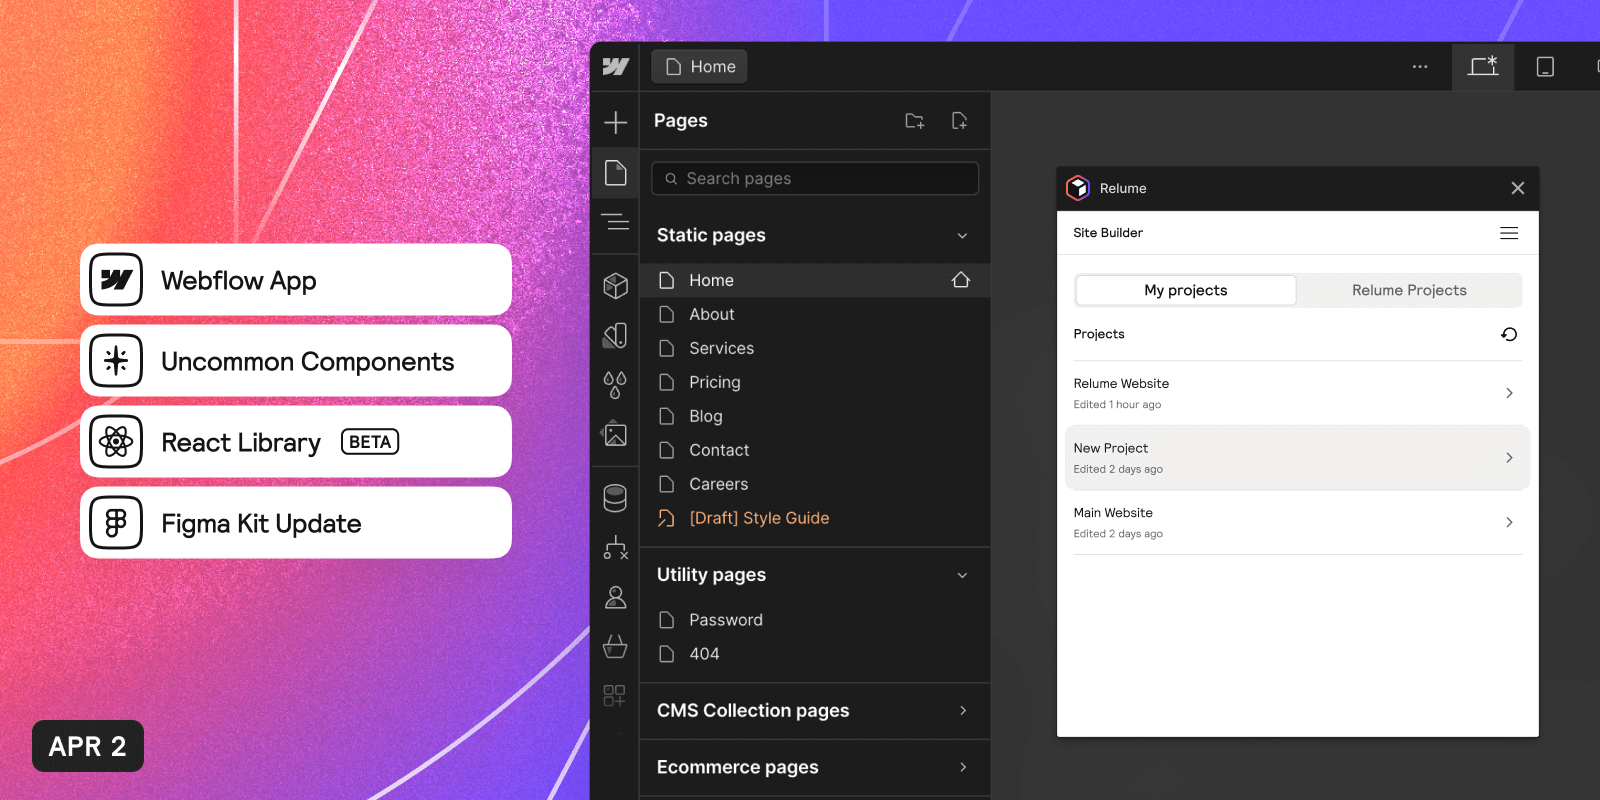 Webflow App
Uncommon Components
React Library BETA
Figma Kit Update
APR 2
Home
Pages
Search pages
Static pages
Home
About
Services
Pricing
Blog
Contact
Careers
[Draft] Style Guide
Utility pages
Password
404
CMS Collection pages
Ecommerce pages
Relume
Site Builder
My projects
Relume Projects
Projects
Relume Website
Edited 1 hour ago
New Project
Edited 2 days ago
Main Website
Edited 2 days ago